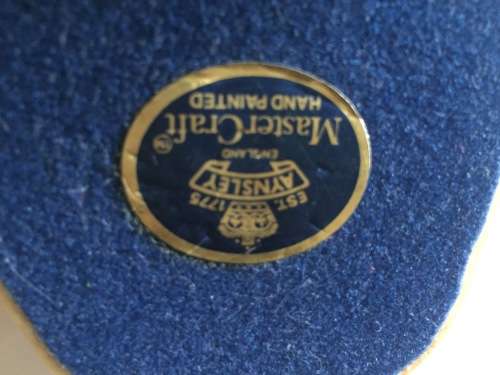 EST. 1775
AYNSLEY
ENGLAND
MasterCraft®
HAND PAINTED